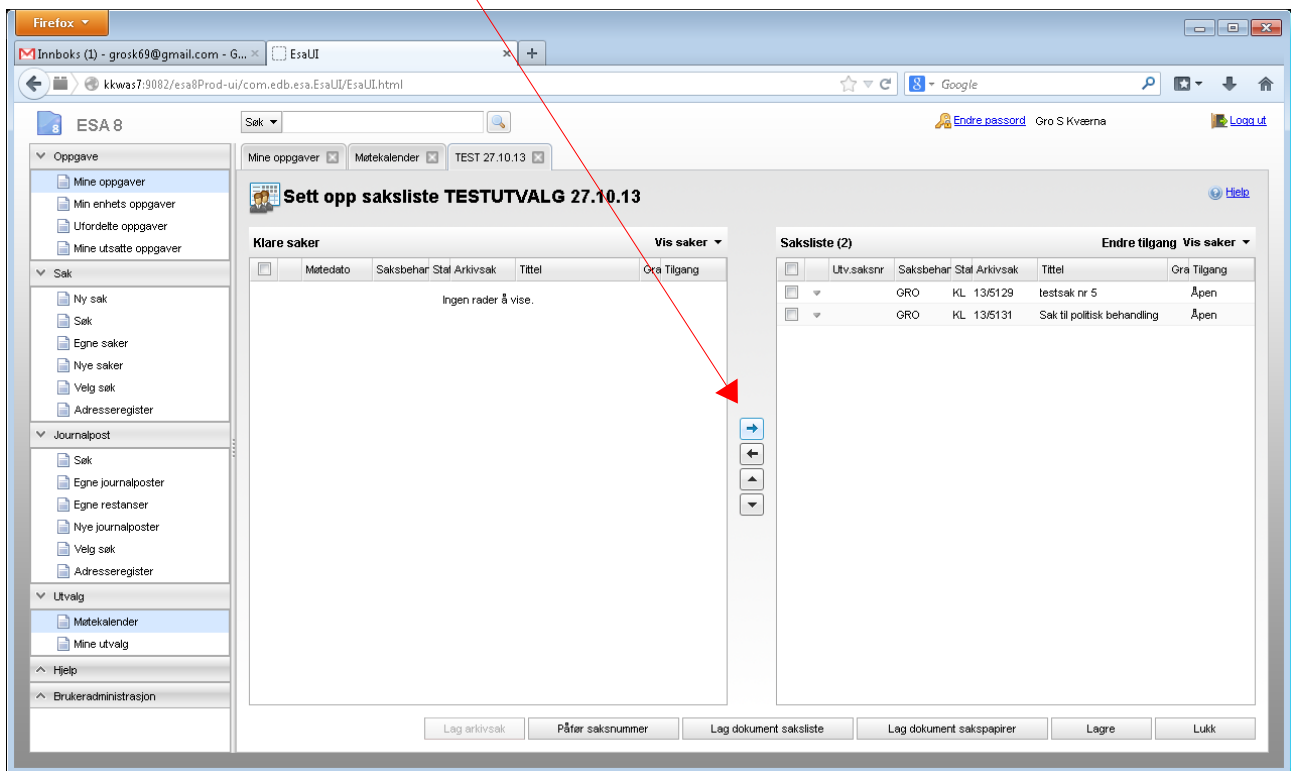 Firefox
Innboks (1) - grosk69@gmail.com - G...
EsaUI
kkwas7:9082/esa8Prod-ui/com.edb.esa.EsaUI/EsaUI.html
Google
8
ESA 8
Søk
Endre passord
Gro S Kværna
Logg ut
Oppgave
Mine oppgaver
Min enhets oppgaver
Ufordelte oppgaver
Mine utsatte oppgaver
Sak
Ny sak
Søk
Egne saker
Nye saker
Velg søk
Adresseregister
Journalpost
Søk
Egne journalposter
Egne restanser
Nye journalposter
Velg søk
Adresseregister
Utvalg
Møtekalender
Mine utvalg
Hjelp
Brukeradministrasjon
Mine oppgaver
Møtekalender
TEST 27.10.13
Sett opp saksliste TESTUTVALG 27.10.13
Hjelp
Klare saker
Vis saker
Møtedato Saksbehar Stat Arkivsak Tittel Gra Tilgang
Ingen rader å vise.
Saksliste (2)
Endre tilgang Vis saker
Utv.saksnr Saksbehar Stat Arkivsak Tittel Gra Tilgang
GRO KL 13/5129 testsak nr 5 Åpen
GRO KL 13/5131 Sak til politisk behandling Åpen
Lag arkivsak
Påfør saksnummer
Lag dokument saksliste
Lag dokument sakspapirer
Lagre
Lukk